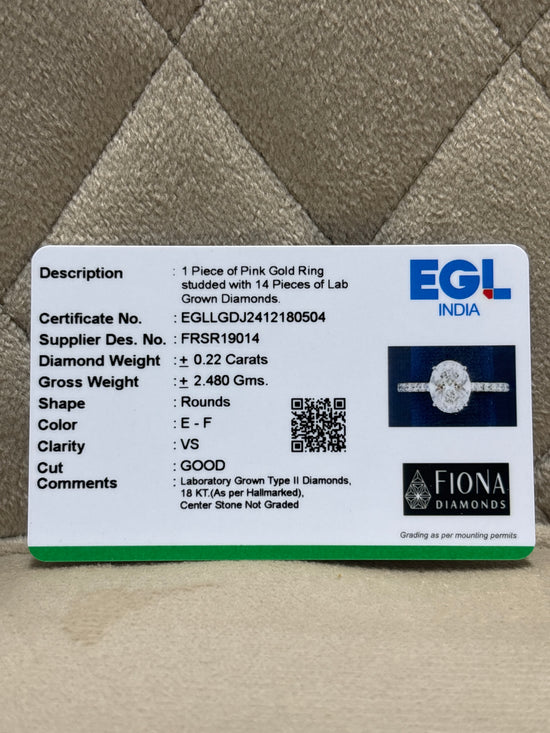 Description : 1 Piece of Pink Gold Ring
studded with 14 Pieces of Lab
Grown Diamonds.
Certificate No. : EGLLGDJ2412180504
Supplier Des. No. : FRSR19014
Diamond Weight : ± 0.22 Carats
Gross Weight : ± 2.480 Gms.
Shape : Rounds
Color : E - F
Clarity : VS
Cut : GOOD
Comments : Laboratory Grown Type II Diamonds,
18 KT.(As per Hallmarked),
Center Stone Not Graded
EGL
INDIA
FIONA
DIAMONDS
Grading as per mounting permits